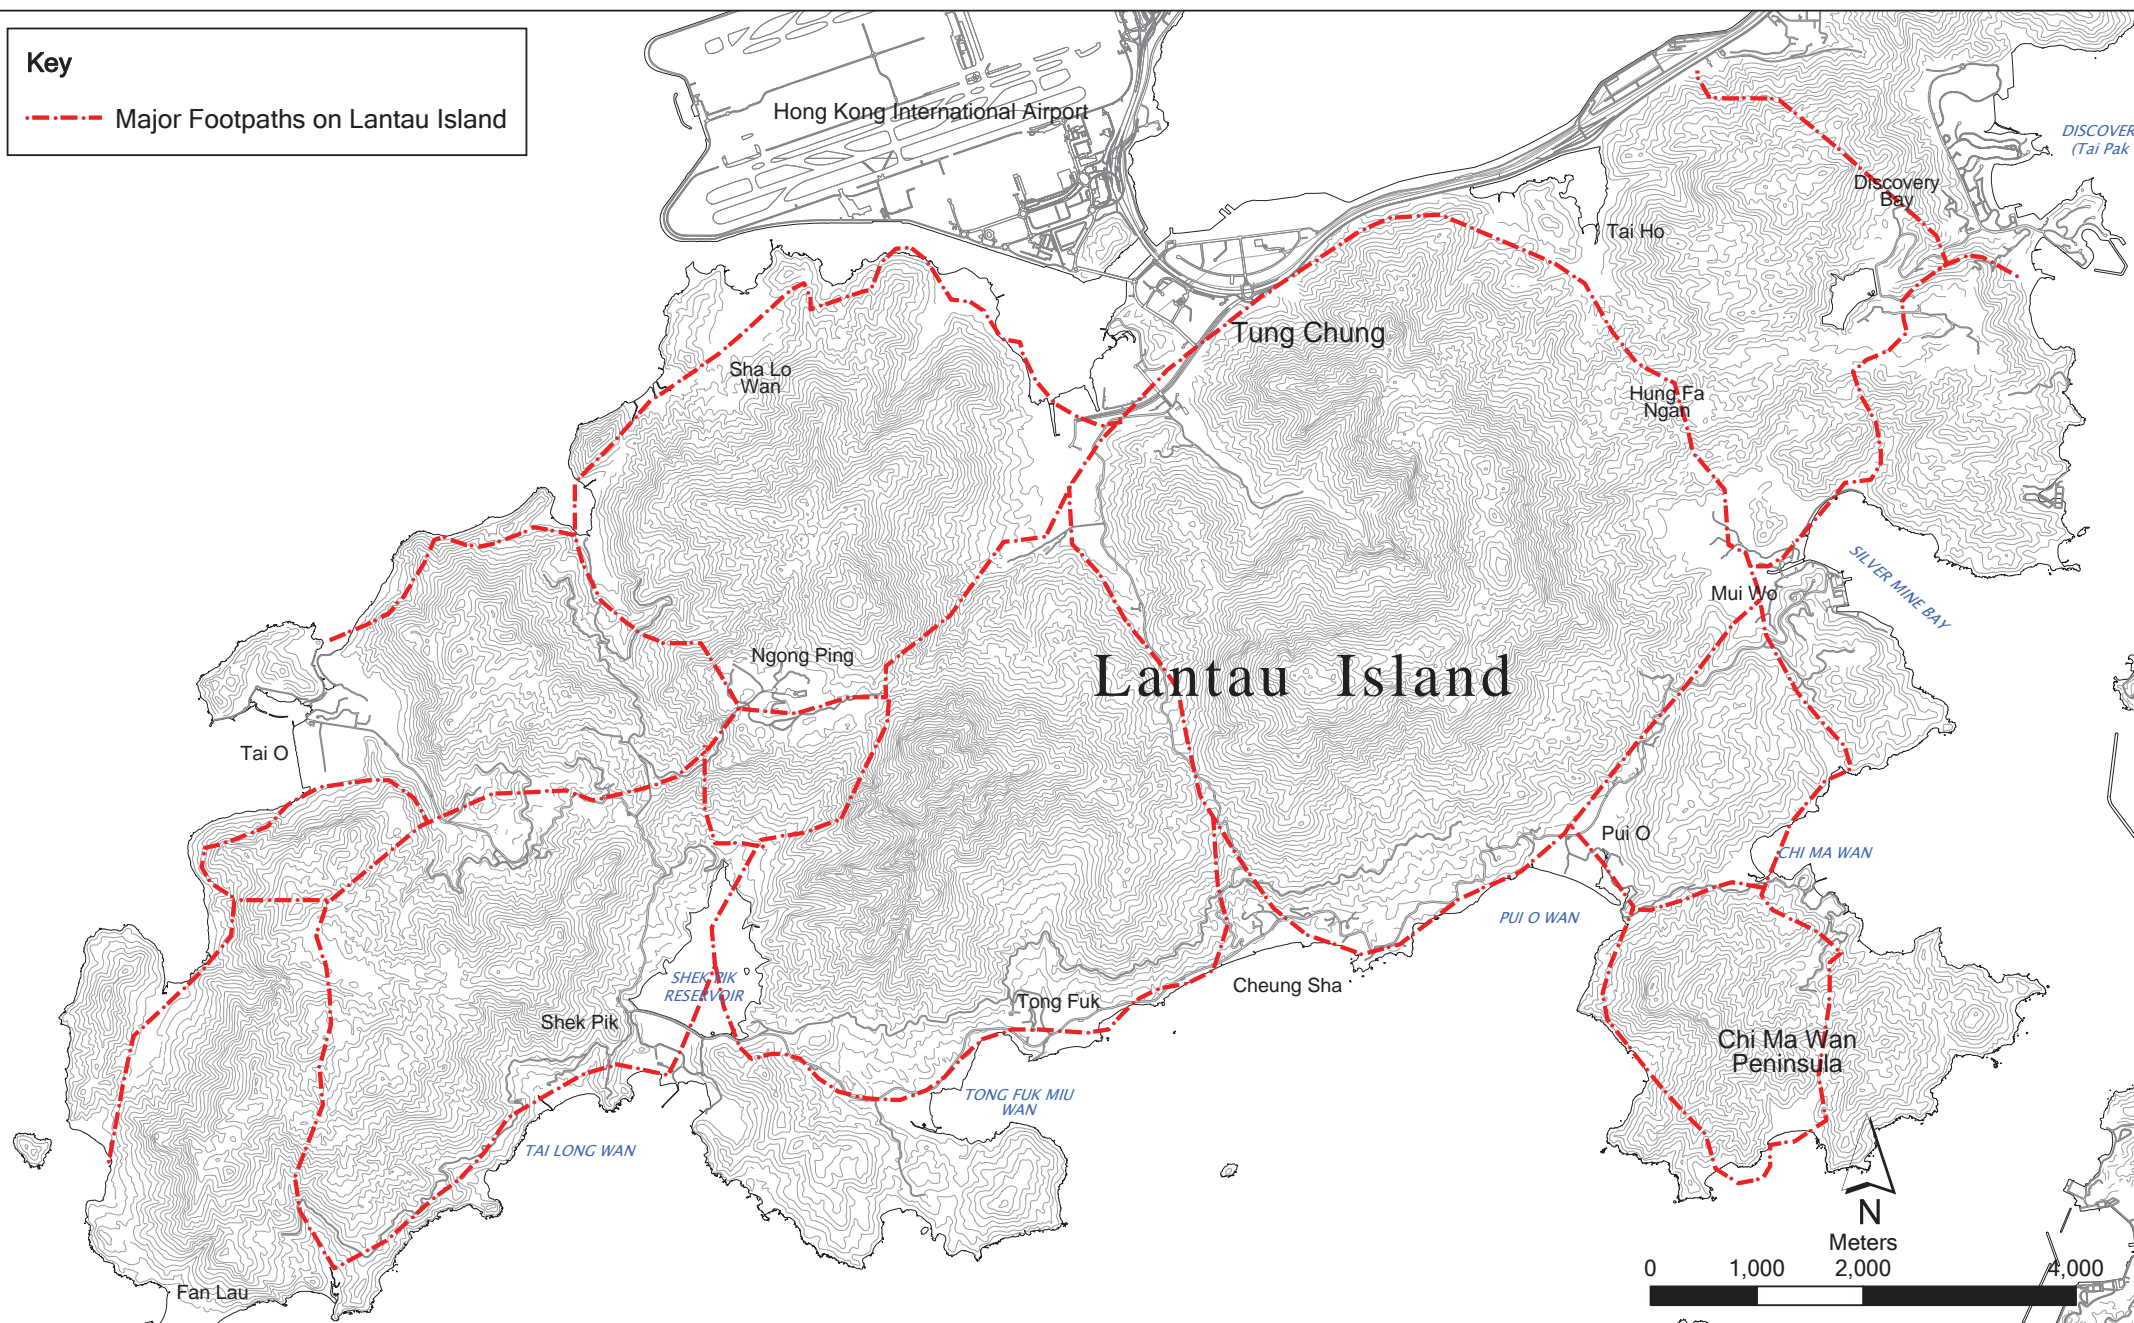 Key
Major Footpaths on Lantau Island
Hong Kong International Airport
DISCOVER
(Tai Pak
Discovery
Bay
Tai Ho
Tung Chung
Sha Lo
Wan
Hung Fa
Ngan
SILVER MINE BAY
Mui Wo
Ngong Ping
Lantau Island
Tai O
Pui O
CHI MA WAN
PUI O WAN
SHEK PIK
RESERVOIR
Cheung Sha
Tong Fuk
Shek Pik
Chi Ma Wan
Peninsula
TONG FUK MIU
WAN
TAI LONG WAN
N
Meters
0 1,000 2,000 4,000
Fan Lau